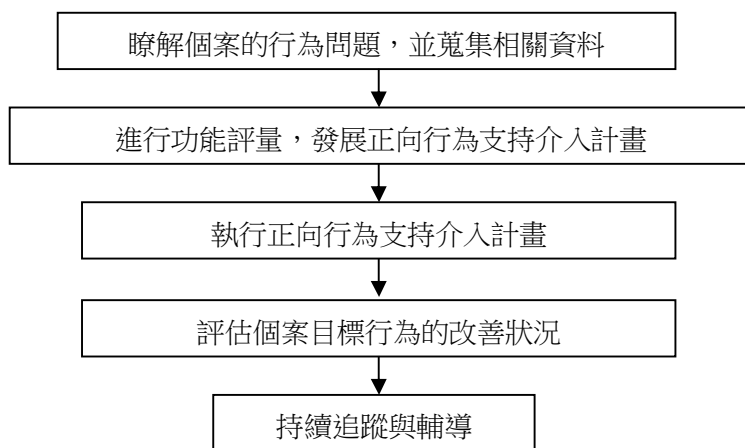 瞭解個案的行為問題，並蒐集相關資料
進行功能評量，發展正向行為支持介入計畫
執行正向行為支持介入計畫
評估個案目標行為的改善狀況
持續追蹤與輔導